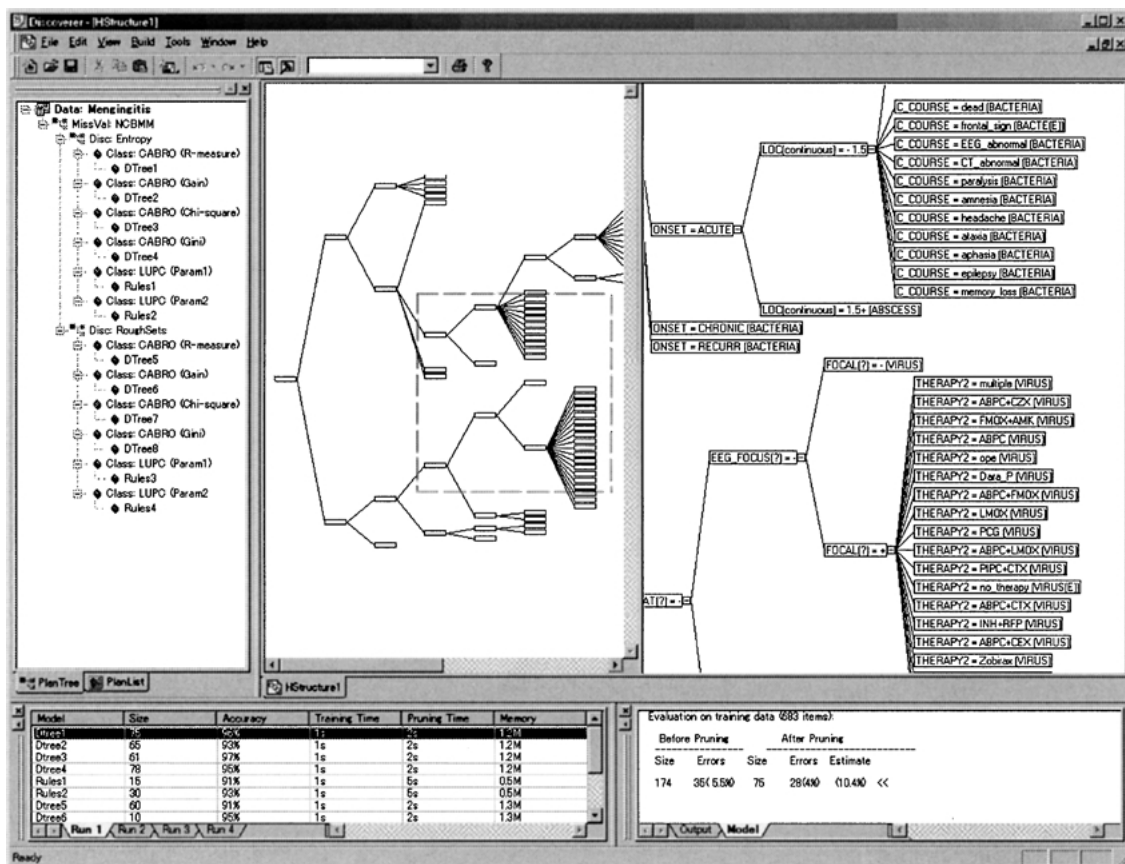 Discoverer - [HStructure1]
File Edit View Build Tools Window Help
Data: Mengingitis
MissVal: NCBMM
Disc: Entropy
Class: CABRO (R-measure)
DTree1
Class: CABRO (Gain)
DTree2
Class: CABRO (Chi-square)
DTree3
Class: CABRO (Gini)
DTree4
Class: LUPC (Param1)
Rules1
Class: LUPC (Param2
Rules2
Disc: RoughSets
Class: CABRO (R-measure)
DTree5
Class: CABRO (Gain)
DTree6
Class: CABRO (Chi-square)
DTree7
Class: CABRO (Gini)
DTree8
Class: LUPC (Param1)
Rules3
Class: LUPC (Param2
Rules4
PlanTree PlanList
C_COURSE = dead (BACTERIA)
C_COURSE = frontal_sign (BACTE(E))
C_COURSE = EEG_abnormal (BACTERIA)
LOC(continuous) = - 1.5
C_COURSE = CT_abnormal (BACTERIA)
C_COURSE = paralysis (BACTERIA)
C_COURSE = amnesia (BACTERIA)
C_COURSE = headache (BACTERIA)
ONSET = ACUTE
C_COURSE = ataxia (BACTERIA)
C_COURSE = aphasia (BACTERIA)
C_COURSE = epilepsy (BACTERIA)
C_COURSE = memory_loss (BACTERIA)
LOC(continuous) = 1.5+ (ABSCESS)
ONSET = CHRONIC (BACTERIA)
ONSET = RECURR (BACTERIA)
FOCAL(?) = - (VIRUS)
THERAPY2 = multiple (VIRUS)
THERAPY2 = ABPC+CZX (VIRUS)
THERAPY2 = FMOX+AMK (VIRUS)
THERAPY2 = ABPC (VIRUS)
EEG_FOCUS(?) = -
THERAPY2 = ope (VIRUS)
THERAPY2 = Dara_P (VIRUS)
THERAPY2 = ABPC+FMOX (VIRUS)
THERAPY2 = LMOX (VIRUS)
THERAPY2 = PCG (VIRUS)
FOCAL(?) = +
THERAPY2 = ABPC+LMOX (VIRUS)
THERAPY2 = PIPC+CTX (VIRUS)
THERAPY2 = no_therapy (VIRUS(E))
AT(?) = -
THERAPY2 = ABPC+CTX (VIRUS)
THERAPY2 = INH+RFP (VIRUS)
THERAPY2 = ABPC+CEX (VIRUS)
THERAPY2 = Zobirax (VIRUS)
HStructure1
Model Size Accuracy Training Time Pruning Time Memory
Dtree1 75 96% 1s 2s 1.2M
Dtree2 65 93% 1s 2s 1.2M
Dtree3 61 97% 1s 2s 1.2M
Dtree4 78 95% 1s 2s 1.2M
Rules1 15 91% 1s 5s 0.5M
Rules2 30 93% 1s 5s 0.5M
Dtree5 60 91% 1s 2s 1.3M
Dtree6 10 95% 1s 2s 1.3M
Run 1 Run 2 Run 3 Run 4
Evaluation on training data (683 items):
Before Pruning After Pruning
Size Errors Size Errors Estimate
174 35( 5.5%) 75 28(4%) (10.4%) <<
Output Model
Ready